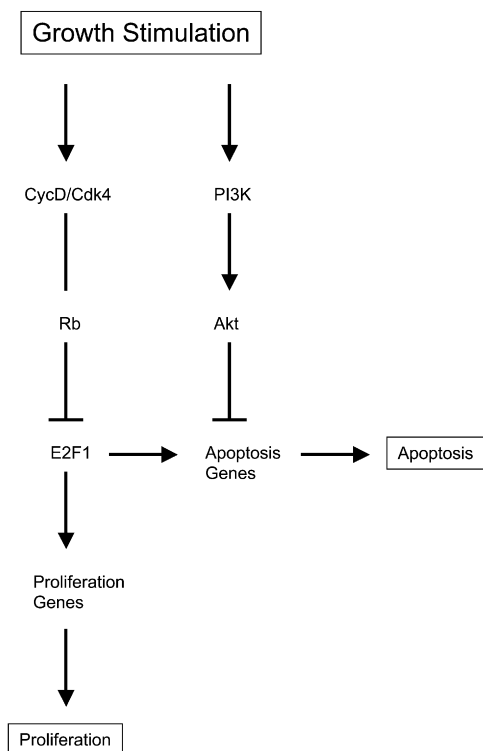 Growth Stimulation
CycD/Cdk4
PI3K
Rb
Akt
E2F1
Apoptosis
Genes
Apoptosis
Proliferation
Genes
Proliferation